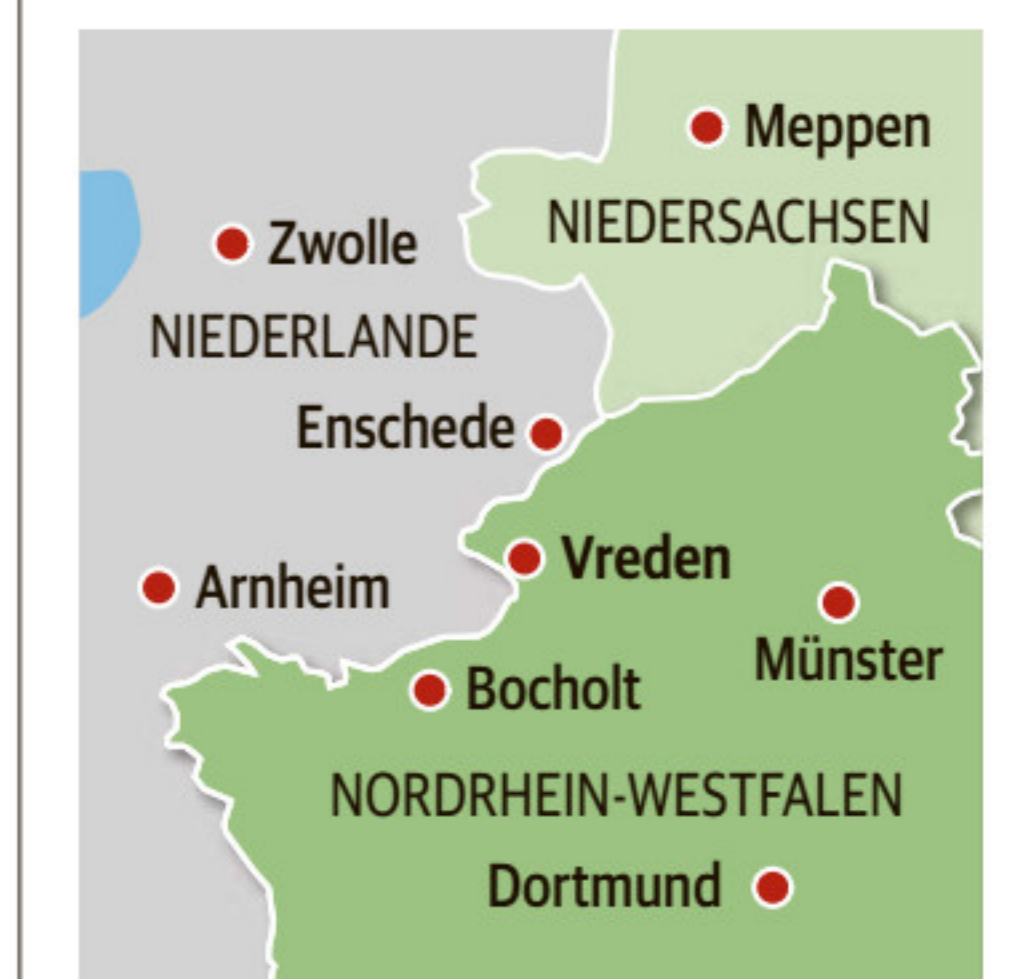 Meppen
NIEDERSACHSEN
Zwolle
NIEDERLANDE
Enschede
Vreden
Arnheim
Münster
Bocholt
NORDRHEIN-WESTFALEN
Dortmund